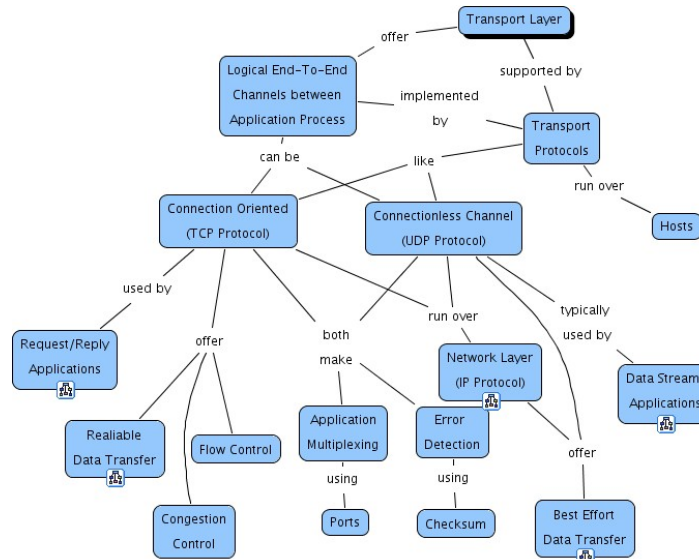 Transport Layer
offer
Logical End-To-End
Channels between
Application Process
supported by
implemented
by
Transport
Protocols
can be
like
run over
Connection Oriented
(TCP Protocol)
Connectionless Channel
(UDP Protocol)
Hosts
used by
offer
both
make
run over
typically
used by
Request/Reply
Applications
Network Layer
(IP Protocol)
Data Stream
Applications
Realiable
Data Transfer
Flow Control
Application
Multiplexing
Error
Detection
offer
using
using
Congestion
Control
Ports
Checksum
Best Effort
Data Transfer